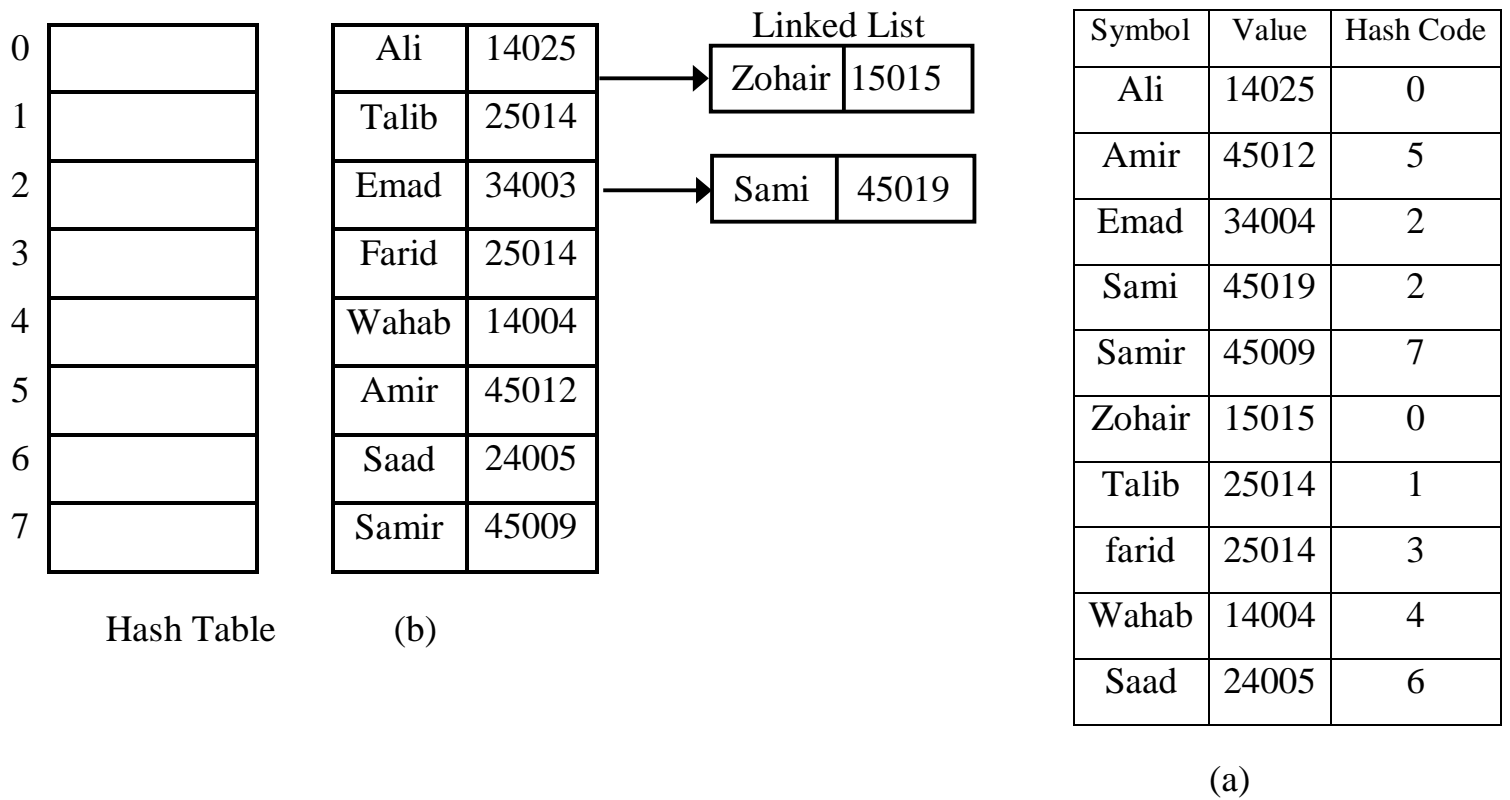 Linked List
0 Ali 14025 Zohair 15015
1 Talib 25014
2 Emad 34003 Sami 45019
3 Farid 25014
4 Wahab 14004
5 Amir 45012
6 Saad 24005
7 Samir 45009
Hash Table (b)
Symbol Value Hash Code
Ali 14025 0
Amir 45012 5
Emad 34004 2
Sami 45019 2
Samir 45009 7
Zohair 15015 0
Talib 25014 1
farid 25014 3
Wahab 14004 4
Saad 24005 6
(a)